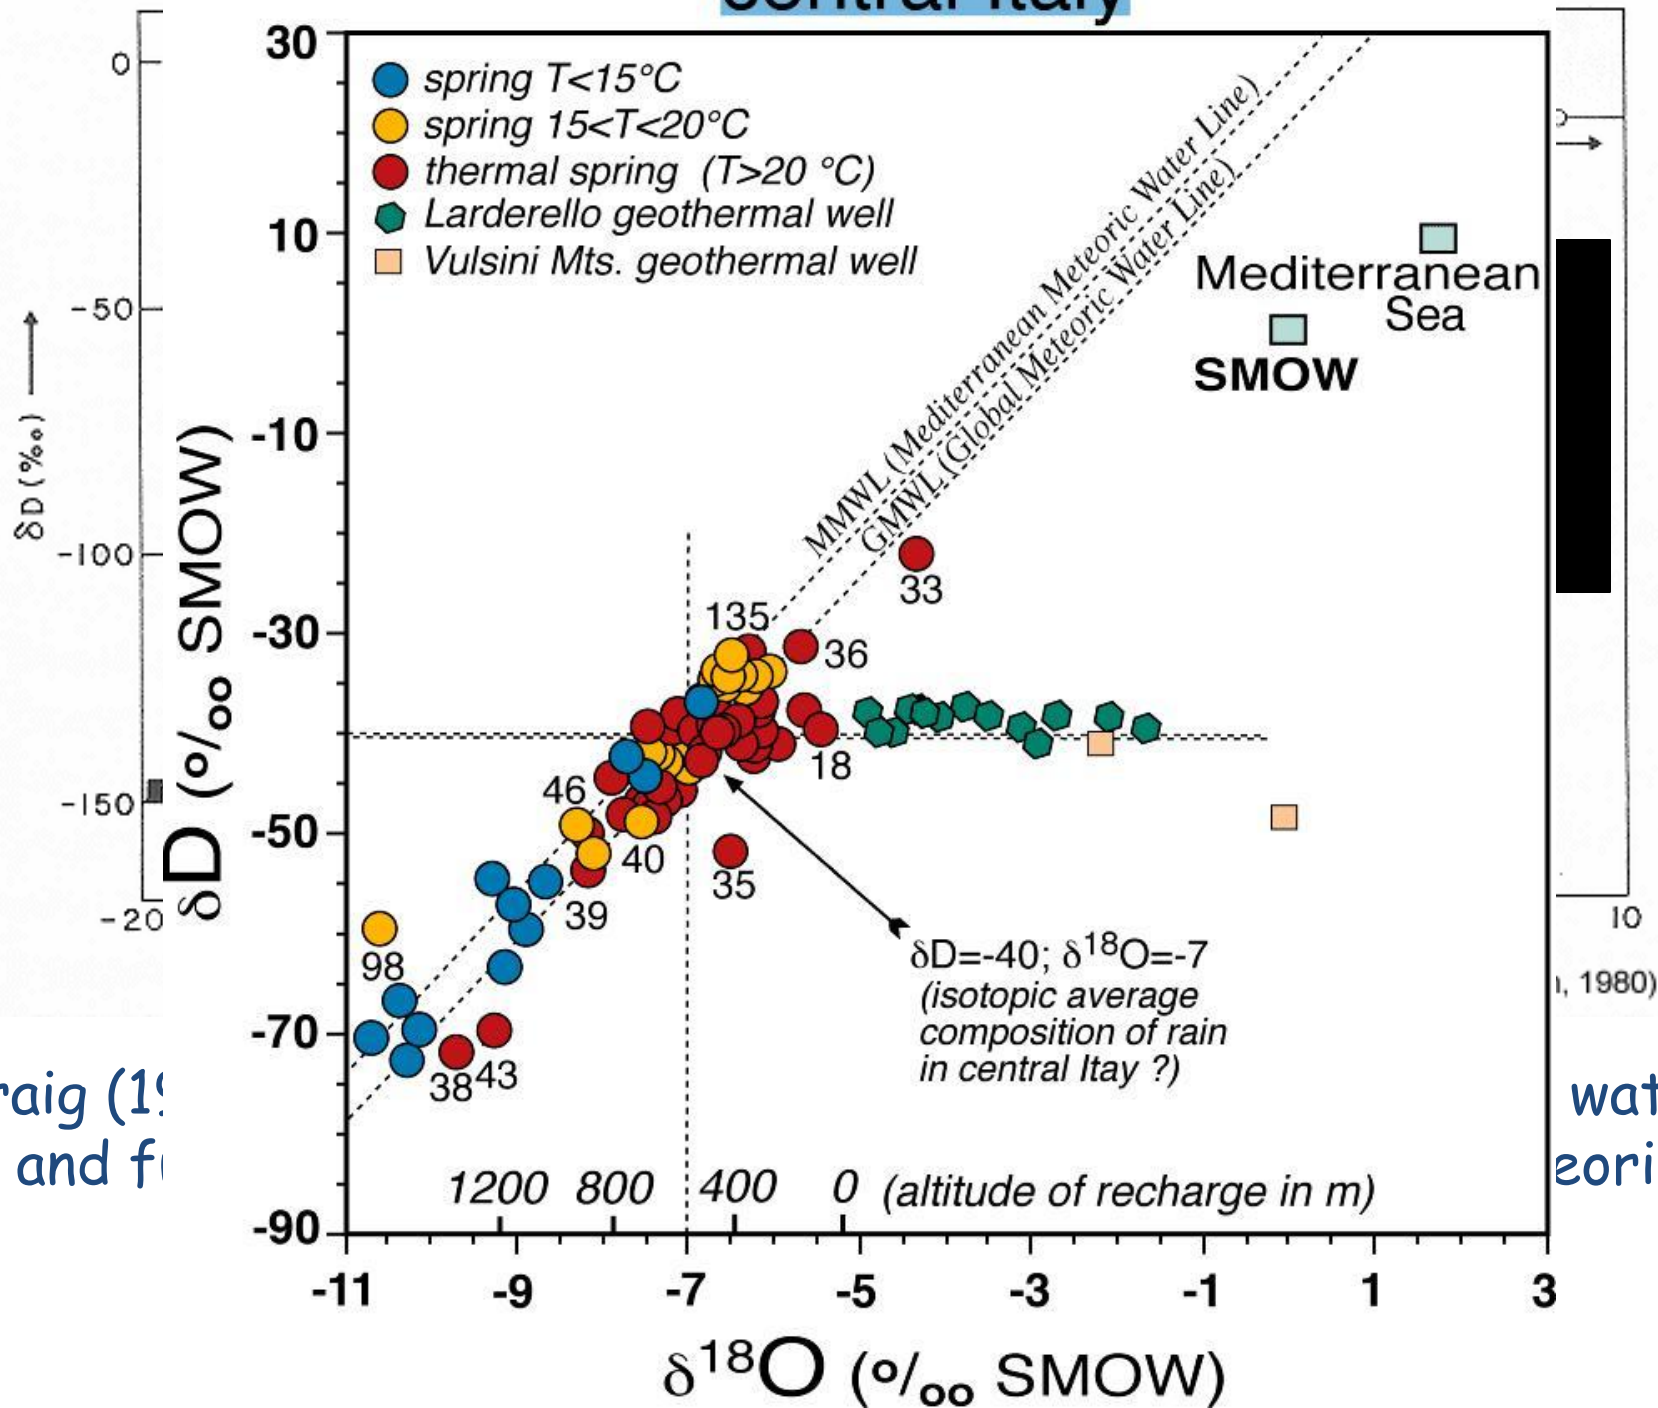 central Italy
30
10
-10
-30
-50
-70
-90
spring T<15°C
spring 15<T<20°C
thermal spring (T>20 °C)
Larderello geothermal well
Vulsini Mts. geothermal well
MMWL (Mediterranean Meteoric Water Line)
GMWL (Global Meteoric Water Line)
Mediterranean
Sea
SMOW
33
135
36
18
46
40
35
39
98
38
43
δD=-40; δ18O=-7
(isotopic average
composition of rain
in central Itay ?)
1200 800 400 0 (altitude of recharge in m)
-11 -9 -7 -5 -3 -1 1 3
δ18O (‰ SMOW)
δD (‰ SMOW)
δD (‰)
0
-50
-100
-150
-20
10
, 1980)
raig (19
wat
and f
eori